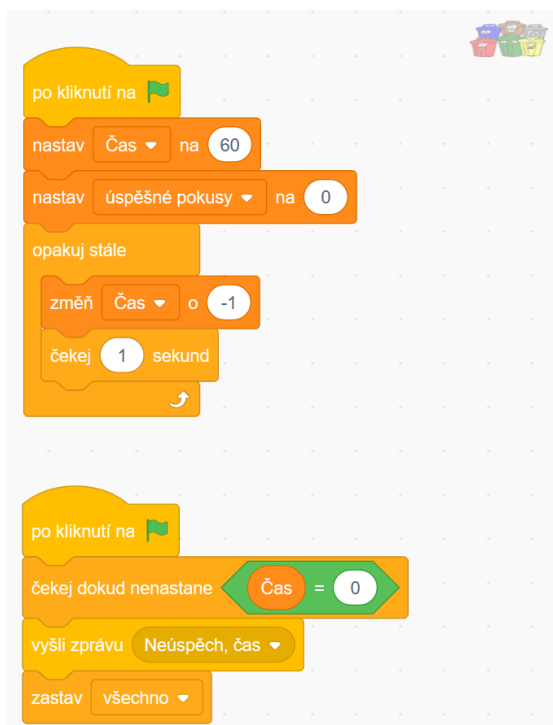 po kliknutí na
nastav Čas na 60
nastav úspěšné pokusy na 0
opakuj stále
změň Čas o -1
čekej 1 sekund
po kliknutí na
čekej dokud nenastane Čas = 0
vyšli zprávu Neúspěch, čas
zastav všechno